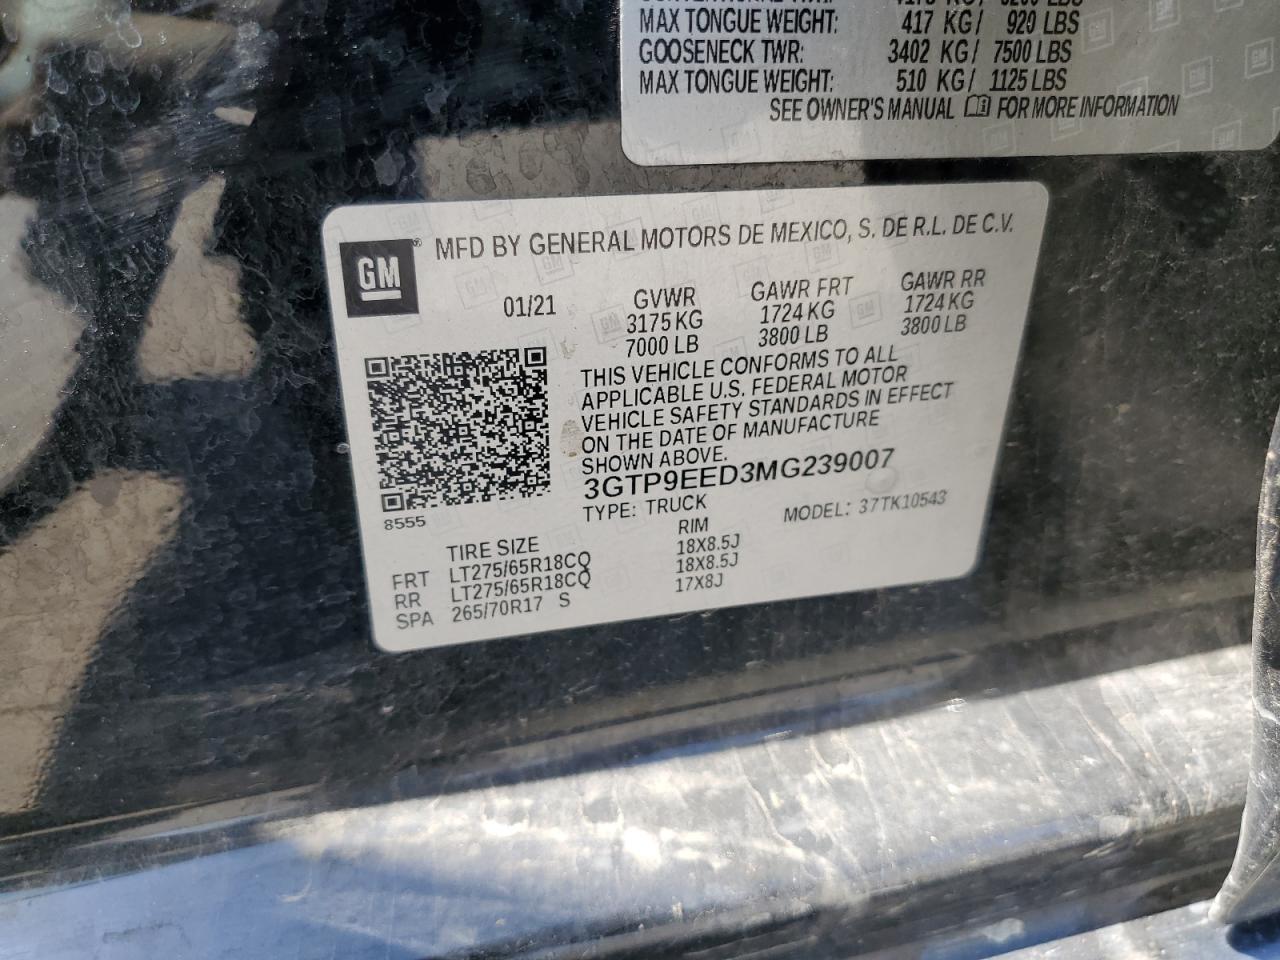 MAX TONGUE WEIGHT: 417 KG/ 920 LBS
GOOSENECK TWR: 3402 KG/ 7500 LBS
MAX TONGUE WEIGHT: 510 KG/ 1125 LBS
SEE OWNER'S MANUAL FOR MORE INFORMATION
GM ® MFD BY GENERAL MOTORS DE MEXICO, S. DE R.L. DE C.V.
01/21 GVWR GAWR FRT GAWR RR
3175 KG 1724 KG 1724 KG
7000 LB 3800 LB 3800 LB
THIS VEHICLE CONFORMS TO ALL
APPLICABLE U.S. FEDERAL MOTOR
VEHICLE SAFETY STANDARDS IN EFFECT
ON THE DATE OF MANUFACTURE
SHOWN ABOVE.
3GTP9EED3MG239007
8555 TYPE: TRUCK MODEL: 37TK10543
TIRE SIZE RIM
FRT LT275/65R18CQ 18X8.5J
RR LT275/65R18CQ 18X8.5J
SPA 265/70R17 S 17X8J